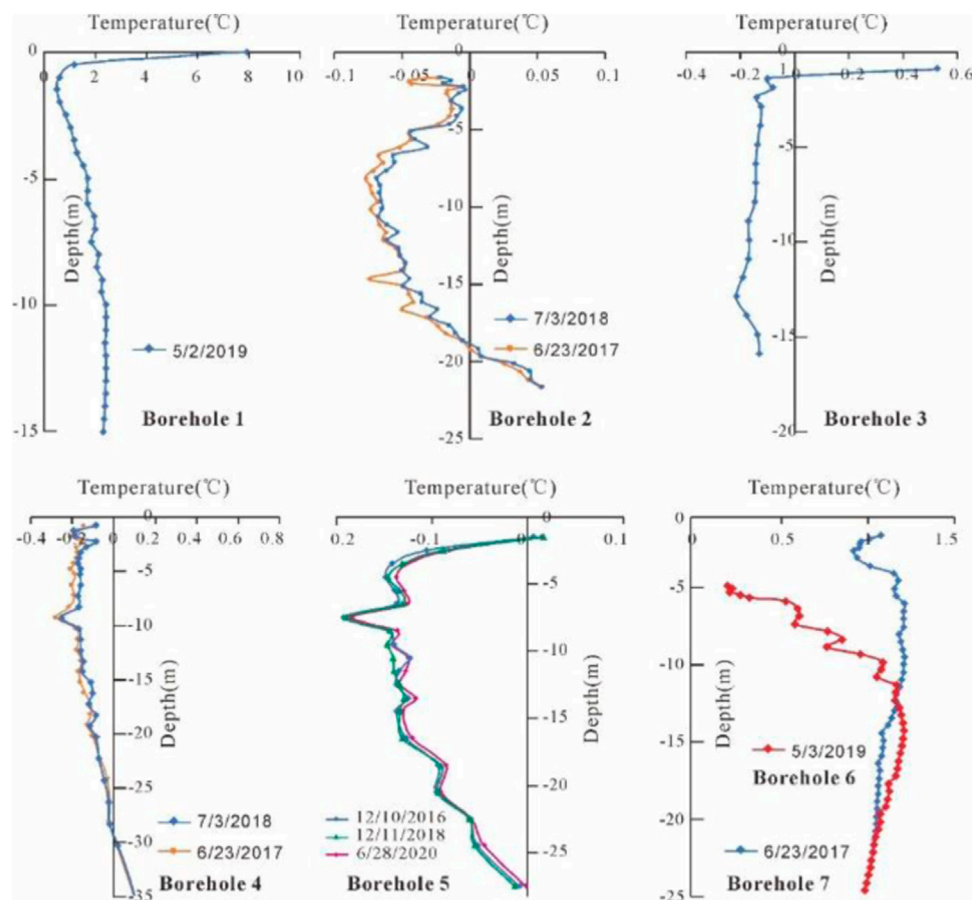 Temperature(℃)
0 2 4 6 8 10
0
-5
-10
-15
Depth(m)
5/2/2019
Borehole 1
Temperature(℃)
-0.1 -0.05 0 0.05 0.1
0
-5
-10
-15
-20
-25
Depth(m)
7/3/2018
6/23/2017
Borehole 2
Temperature(℃)
-0.4 -0.2 0 0.2 0.4 0.6
-5
-10
-15
-20
Depth(m)
Borehole 3
Temperature(℃)
-0.4 -0.2 0 0.2 0.4 0.6
0
-5
-10
-15
-20
-25
-30
-35
Depth(m)
7/3/2018
6/23/2017
Borehole 4
Temperature(℃)
0.2 -0.1 0 0.1
0
-5
-10
-15
-20
-25
Depth(m)
12/10/2016
12/11/2018
6/28/2020
Borehole 5
Temperature(℃)
0 0.5 1 1.5
0
-5
-10
-15
-20
-25
Depth(m)
5/3/2019
Borehole 6
6/23/2017
Borehole 7